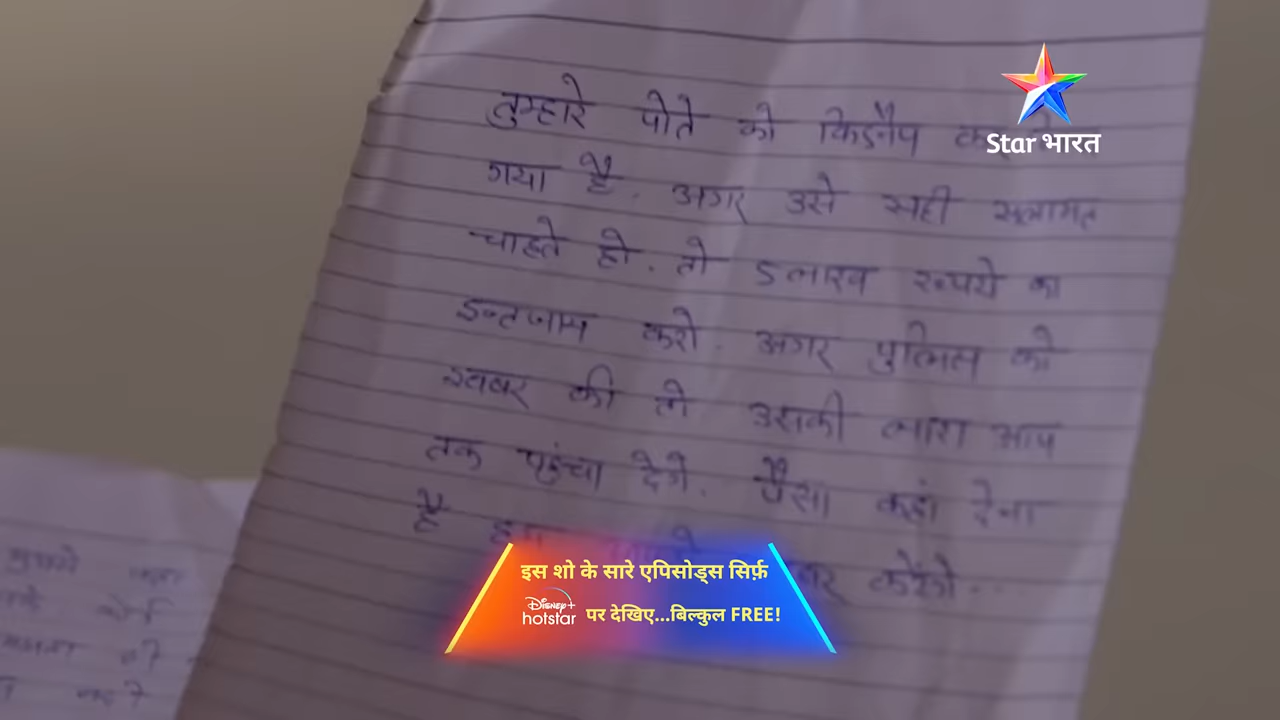 Star भारत
तुम्हारे पोते को किडनैप
गया है. अगर उसे सही सलामत
चाहते हो. तो 5 लाख रूपये का
इन्तजाम करो. अगर पुलिस को
खबर की तो उसकी लाश आप
तक पहुंचा देगे. पैसा कहां देना
है हम करेंगे.
इस शो के सारे एपिसोड्स सिर्फ़
Disney+ hotstar पर देखिए...बिल्कुल FREE!